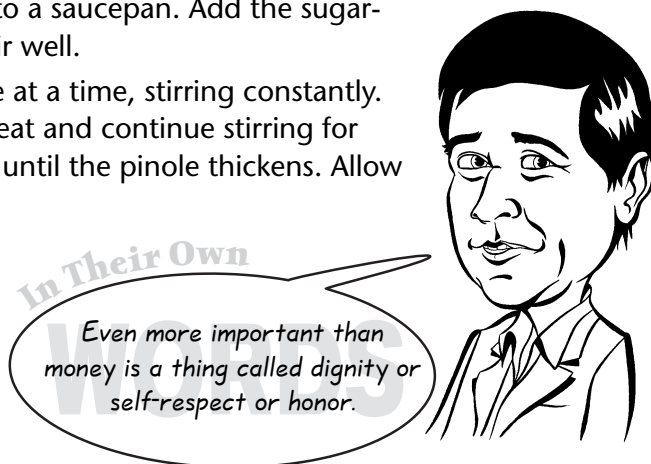 to a saucepan. Add the sugar-
ir well.
e at a time, stirring constantly.
eat and continue stirring for
until the pinole thickens. Allow
In Their Own
WORDS
Even more important than
money is a thing called dignity or
self-respect or honor.